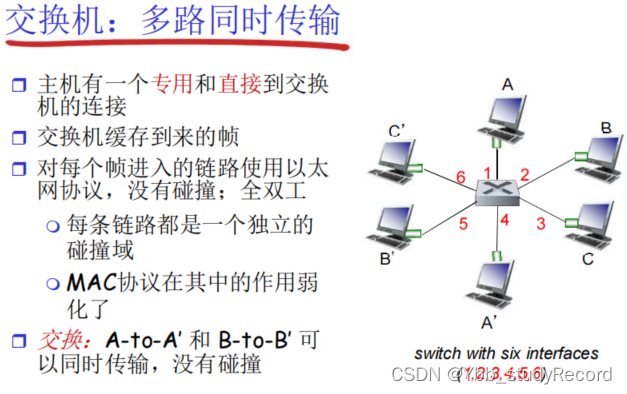 交换机：多路同时传输
主机有一个专用和直接到交换
机的连接
交换机缓存到来的帧
对每个帧进入的链路使用以太
网协议，没有碰撞；全双工
每条链路都是一个独立的
碰撞域
MAC协议在其中的作用弱
化了
交换：A-to-A’ 和 B-to-B’ 可
以同时传输，没有碰撞
A
C’
B
6
1
2
5
4
3
B’
C
A’
switch with six interfaces
(1,2,3,4,5,6)